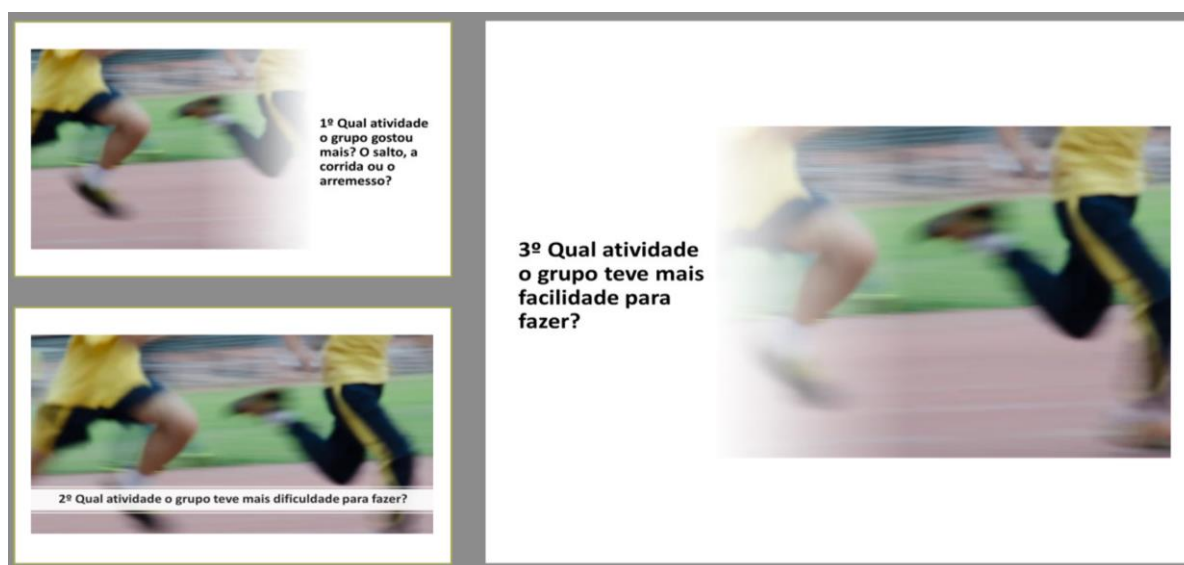 1º Qual atividade
o grupo gostou
mais? O salto, a
corrida ou o
arremesso?
2º Qual atividade o grupo teve mais dificuldade para fazer?
3º Qual atividade
o grupo teve mais
facilidade para
fazer?